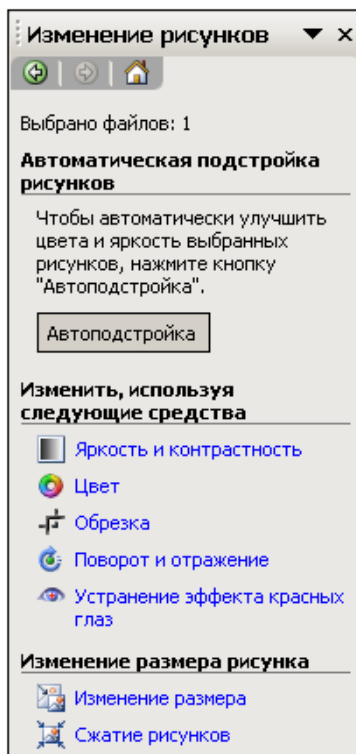 Изменение рисунков
Выбрано файлов: 1
Автоматическая подстройка
рисунков
Чтобы автоматически улучшить
цвета и яркость выбранных
рисунков, нажмите кнопку
"Автоподстройка".
Автоподстройка
Изменить, используя
следующие средства
Яркость и контрастность
Цвет
Обрезка
Поворот и отражение
Устранение эффекта красных
глаз
Изменение размера рисунка
Изменение размера
Сжатие рисунков